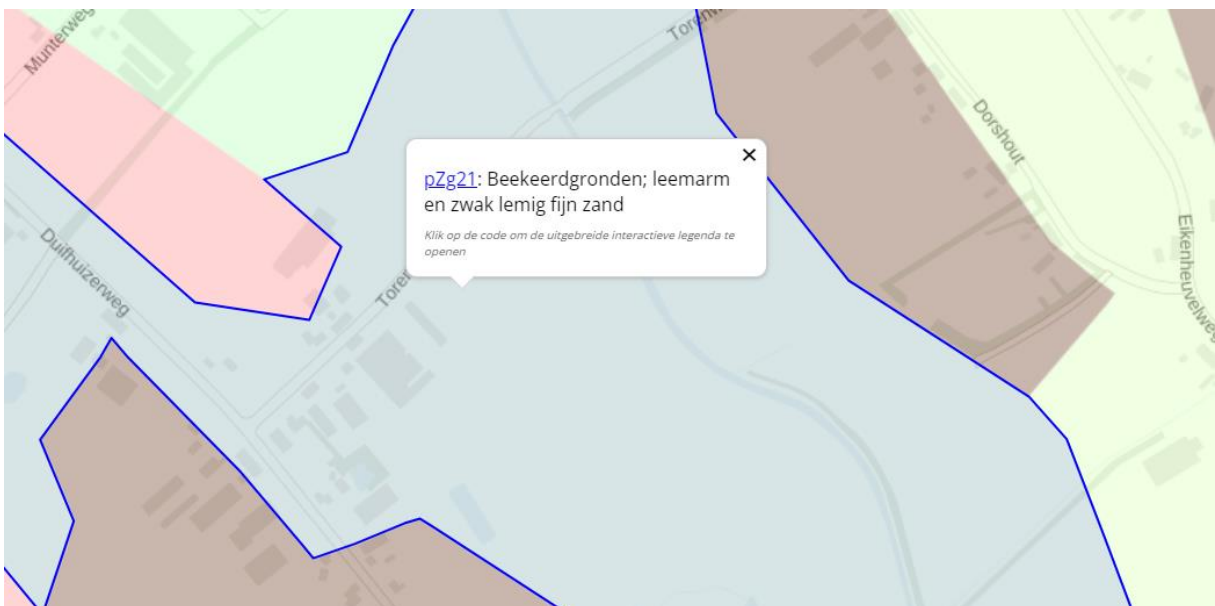 Munterweg
Dorshout
Eikenheuvelweg
Duifhuizerweg
pZg21: Beekeerdgronden; leemarm
en zwak lemig fijn zand
Klik op de code om de uitgebreide interactieve legenda te
openen